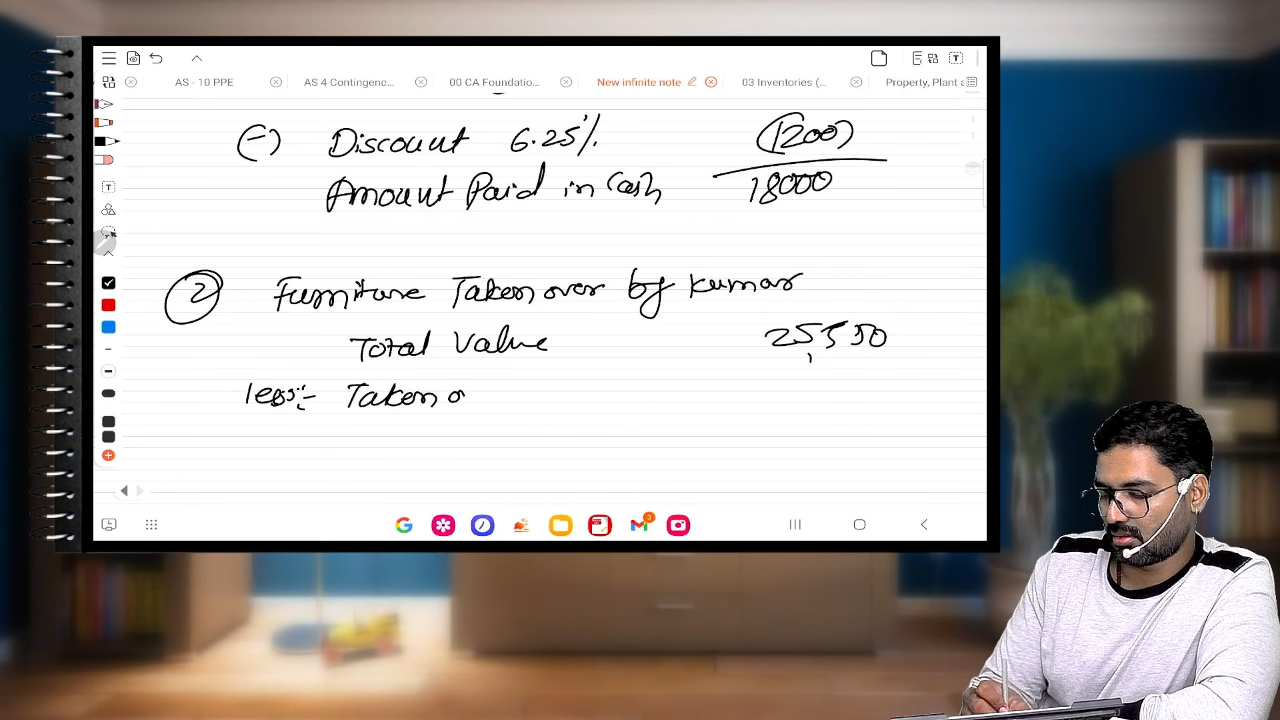 AS - 10 PPE
AS 4 Contingenc...
00 CA Foundatio...
New infinite note
03 Inventories (...
Property, Plant a
(-) Discount 6.25% (1200)
Amount Paid in Cash 18000
2 Furniture Taken over by Kumar
Total Value 25,550
less:- Taken o
3